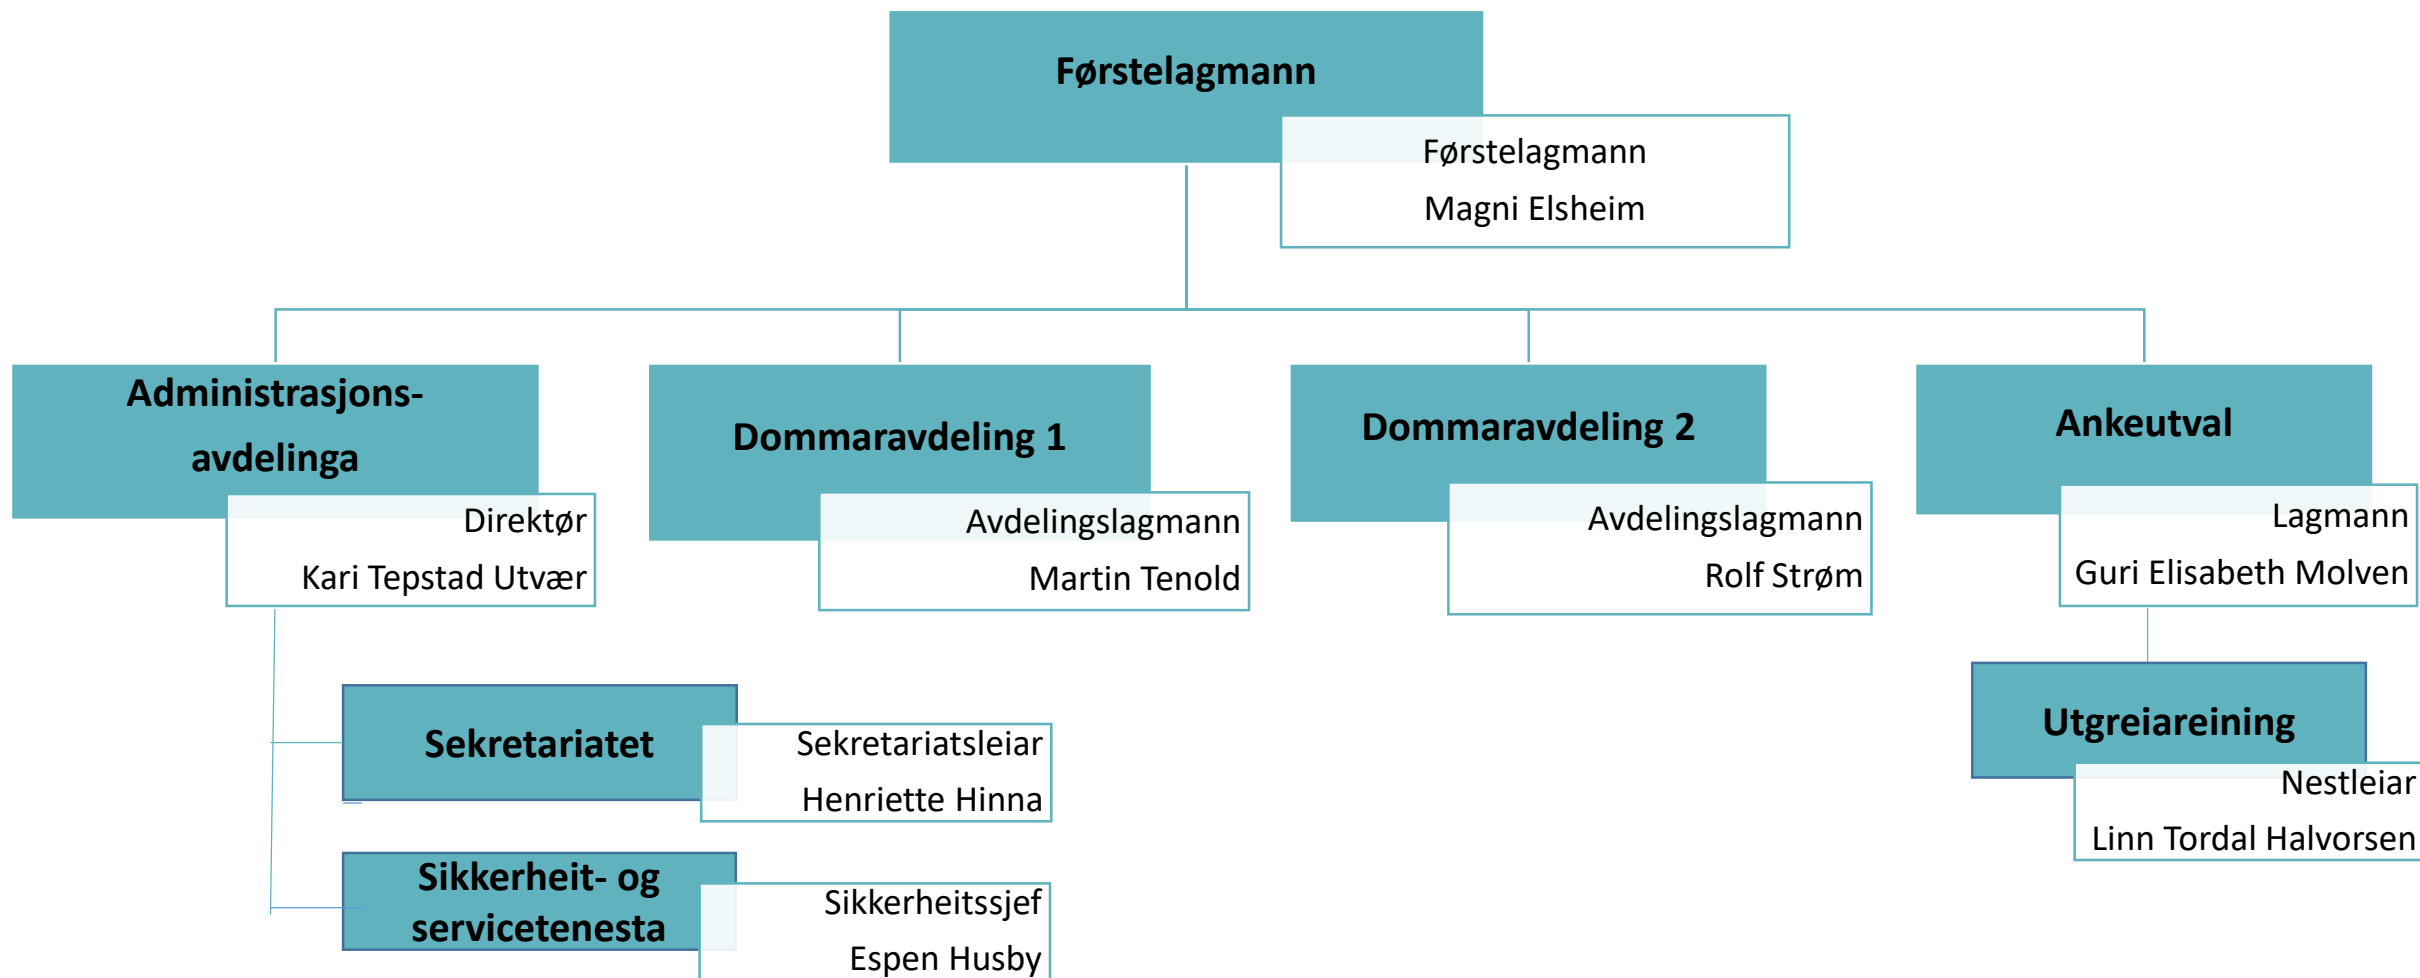 Førstelagmann
Førstelagmann
Magni Elsheim
Administrasjons-
avdelinga
Direktør
Kari Tepstad Utvær
Dommaravdeling 1
Avdelingslagmann
Martin Tenold
Dommaravdeling 2
Avdelingslagmann
Rolf Strøm
Ankeutval
Lagmann
Guri Elisabeth Molven
Sekretariatet
Sekretariatsleiar
Henriette Hinna
Sikkerheit- og
servicetenesta
Sikkerheitssjef
Espen Husby
Utgreiareining
Nestleiar
Linn Tordal Halvorsen